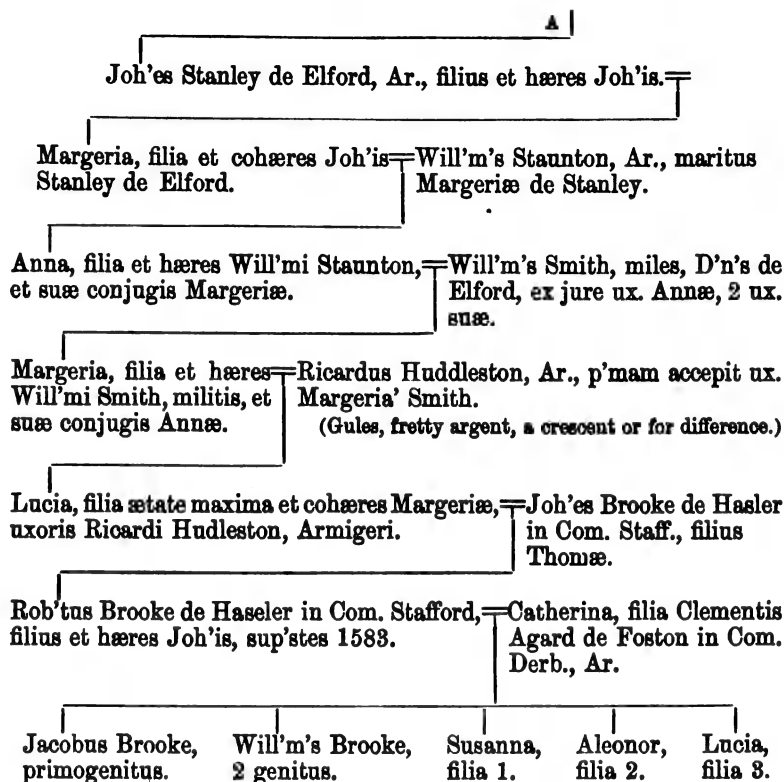 A
Joh'es Stanley de Elford, Ar., filius et hæres Joh'is.
Margeria, filia et cohæres Joh'is
Stanley de Elford.
Will'm's Staunton, Ar., maritus
Margeriæ de Stanley.
Anna, filia et hæres Will'mi Staunton,
et suæ conjugis Margeriæ.
Will'm's Smith, miles, D'n's de
Elford, ex jure ux. Annæ, 2 ux.
suæ.
Margeria, filia et hæres
Will'mi Smith, militis, et
suæ conjugis Annæ.
Ricardus Huddleston, Ar., p'mam accepit ux.
Margeria' Smith.
(Gules, fretty argent, a crescent or for difference.)
Lucia, filia ætate maxima et cohæres Margeriæ,
uxoris Ricardi Hudleston, Armigeri.
Joh'es Brooke de Hasler
in Com. Staff., filius
Thomæ.
Rob'tus Brooke de Haseler in Com. Stafford,
filius et hæres Joh'is, sup'stes 1583.
Catherina, filia Clementis
Agard de Foston in Com.
Derb., Ar.
Jacobus Brooke,
primogenitus.
Will'm's Brooke,
2 genitus.
Susanna,
filia 1.
Aleonor,
filia 2.
Lucia,
filia 3.